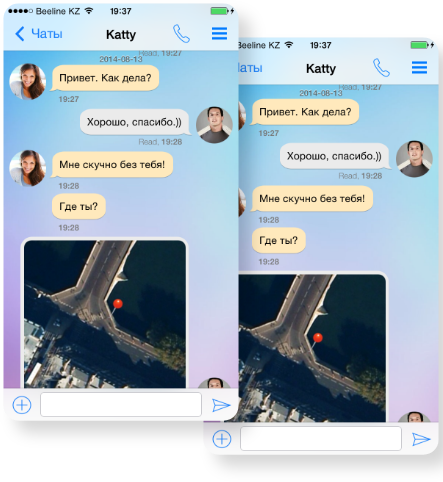 Beeline KZ 19:37
Чаты Katty
Read, 19:27
2014-08-13
Привет. Как дела?
19:27
Хорошо, спасибо.))
Read, 19:28
Мне скучно без тебя!
19:28
Где ты?
19:28
Beeline KZ 19:37
Чаты Katty
Read, 19:27
2014-08-13
Привет. Как дела?
19:27
Хорошо, спасибо.))
Read, 19:28
Мне скучно без тебя!
19:28
Где ты?
19:28